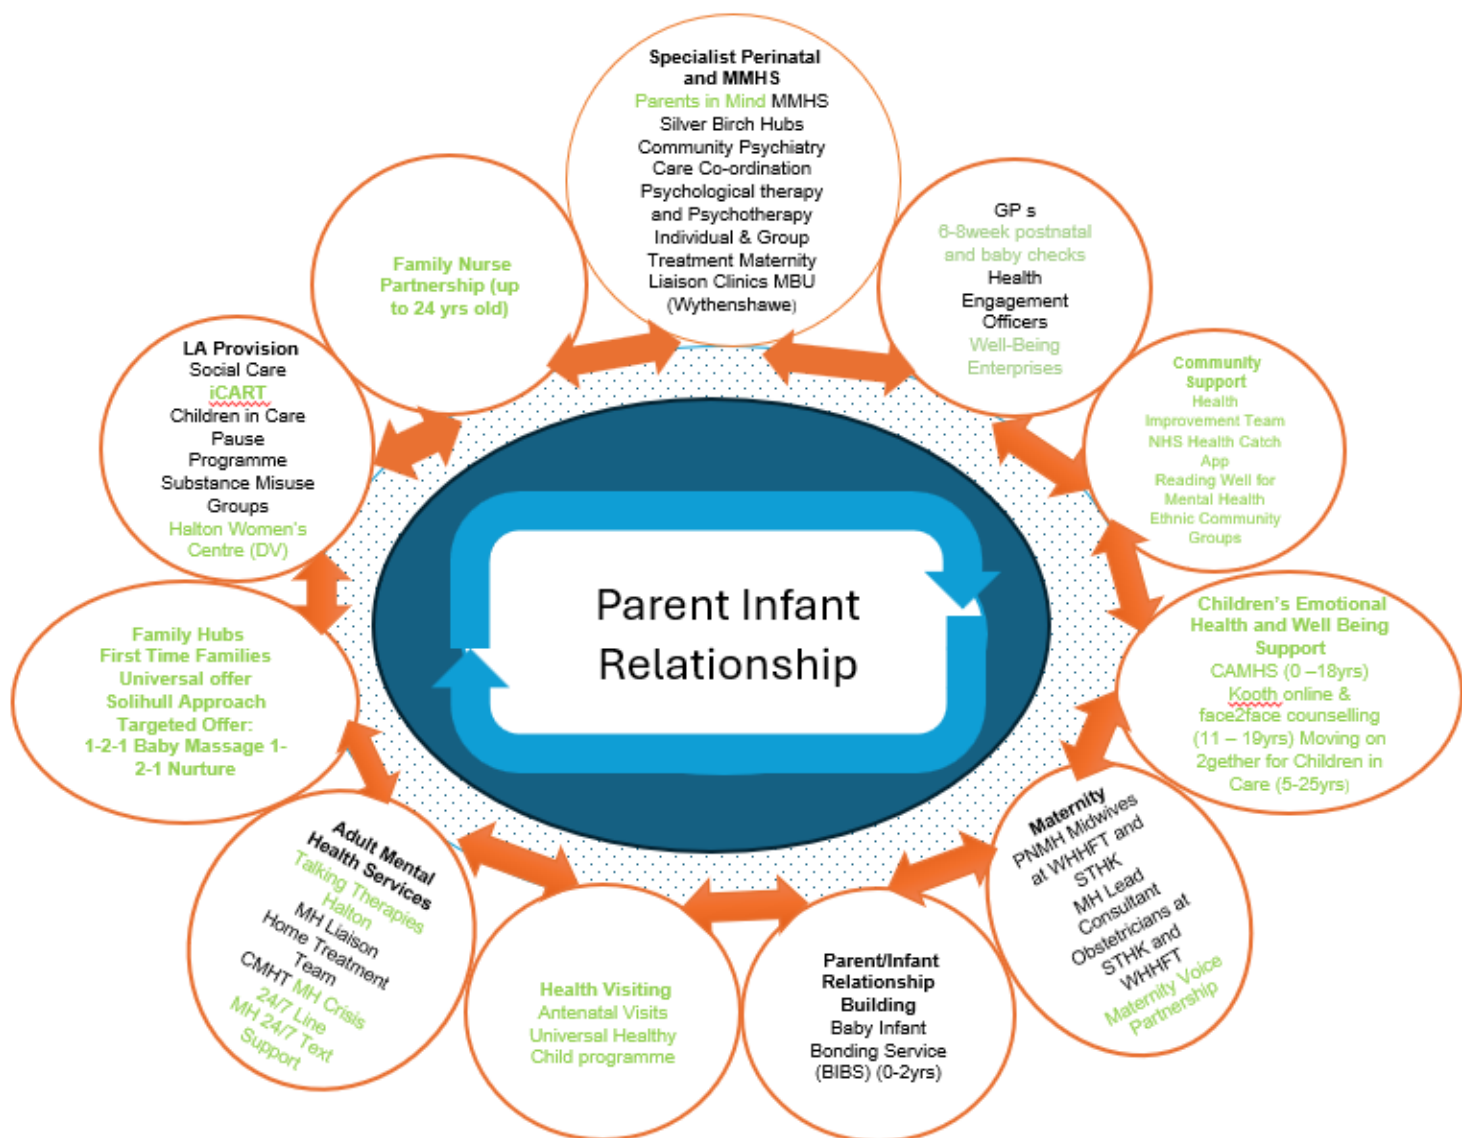 Specialist Perinatal
and MMHS
Parents in Mind MMHS
Silver Birch Hubs
Community Psychiatry
Care Co-ordination
Psychological therapy
and Psychotherapy
Individual & Group
Treatment Maternity
Liaison Clinics MBU
(Wythenshawe)
GP s
6-8week postnatal
and baby checks
Health
Engagement
Officers
Well-Being
Enterprises
Community
Support
Health
Improvement Team
NHS Health Catch
App
Reading Well for
Mental Health
Ethnic Community
Groups
Children's Emotional
Health and Well Being
Support
CAMHS (0 –18yrs)
Kooth online &
face2face counselling
(11 – 19yrs) Moving on
2gether for Children in
Care (5-25yrs)
Maternity
PNMH Midwives
at WHHFT and
STHK
MH Lead
Consultant
Obstetricians at
STHK and
WHHFT
Maternity Voice
Partnership
Parent/Infant
Relationship
Building
Baby Infant
Bonding Service
(BIBS) (0-2yrs)
Health Visiting
Antenatal Visits
Universal Healthy
Child programme
Adult Mental
Health Services
Talking Therapies
Halton
MH Liaison
Home Treatment
Team
CMHT MH Crisis
24/7 Line
MH 24/7 Text
Support
Family Hubs
First Time Families
Universal offer
Solihull Approach
Targeted Offer:
1-2-1 Baby Massage 1-
2-1 Nurture
LA Provision
Social Care
iCART
Children in Care
Pause
Programme
Substance Misuse
Groups
Halton Women's
Centre (DV)
Family Nurse
Partnership (up
to 24 yrs old)
Parent Infant
Relationship